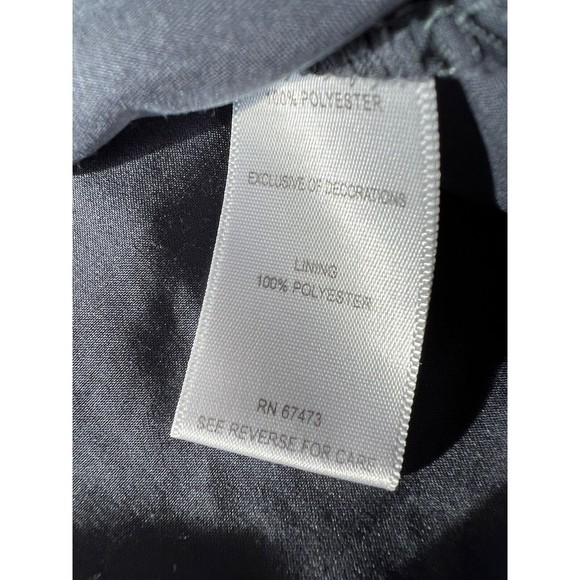 100% POLYESTER
EXCLUSIVE OF DECORATIONS
LINING
100% POLYESTER
RN 67473
SEE REVERSE FOR CARE